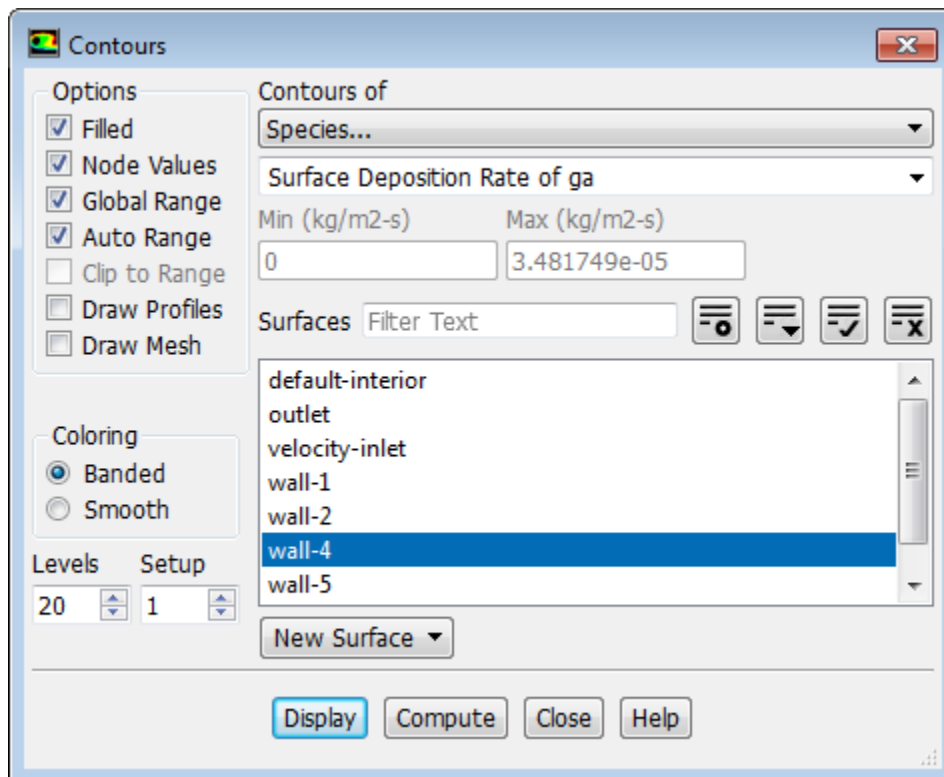 Contours
Options
Filled
Node Values
Global Range
Auto Range
Clip to Range
Draw Profiles
Draw Mesh
Coloring
Banded
Smooth
Levels Setup
20 1
Contours of
Species...
Surface Deposition Rate of ga
Min (kg/m2-s) Max (kg/m2-s)
0 3.481749e-05
Surfaces Filter Text
default-interior
outlet
velocity-inlet
wall-1
wall-2
wall-4
wall-5
New Surface
Display Compute Close Help